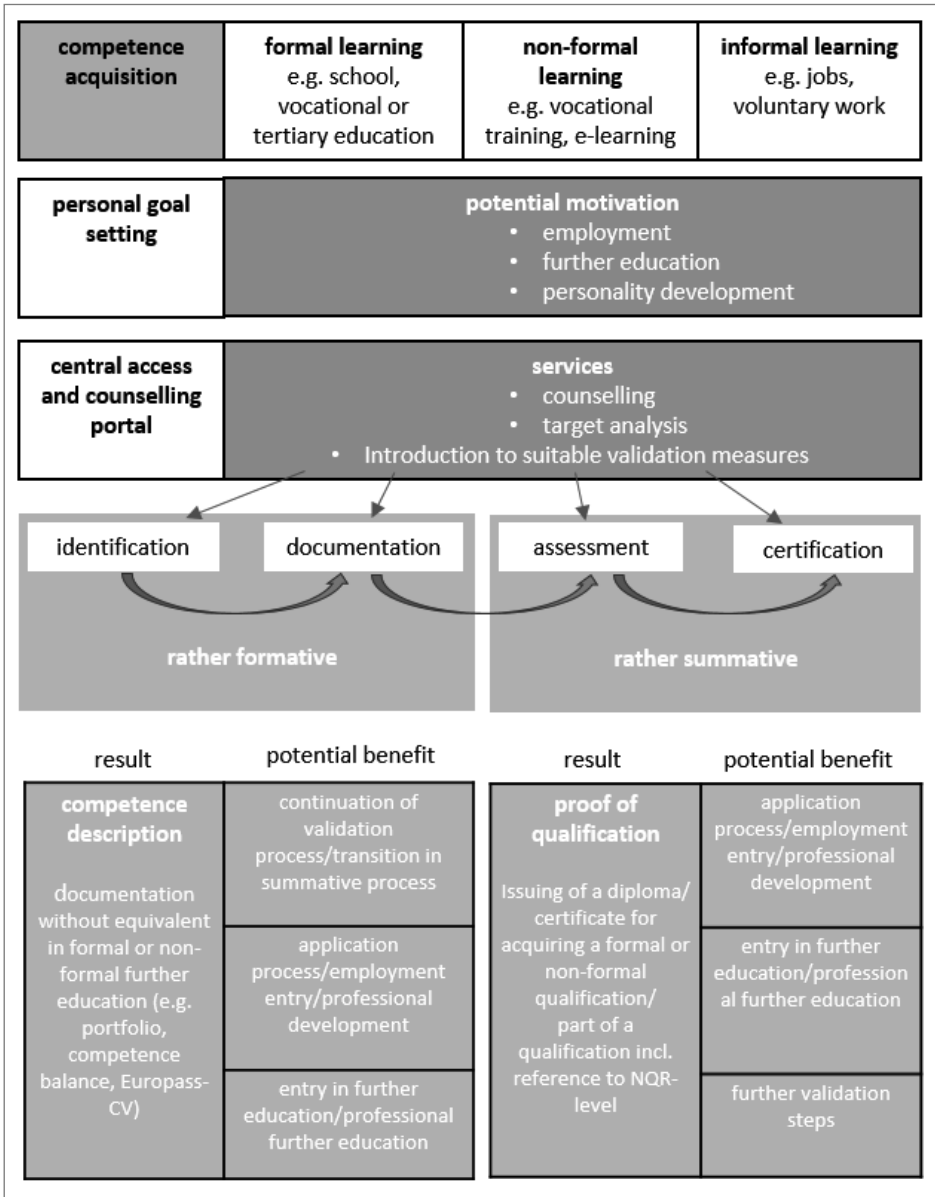 competence
acquisition
formal learning
e.g. school,
vocational or
tertiary education
non-formal
learning
e.g. vocational
training, e-learning
informal learning
e.g. jobs,
voluntary work
personal goal
setting
potential motivation
• employment
• further education
• personality development
central access
and counselling
portal
services
• counselling
• target analysis
• Introduction to suitable validation measures
identification
documentation
assessment
certification
rather formative
rather summative
result
potential benefit
competence
description
documentation
without equivalent
in formal or non-
formal further
education (e.g.
portfolio,
competence
balance, Europass-
CV)
continuation of
validation
process/transition in
summative process
application
process/employment
entry/professional
development
entry in further
education/professional
further education
result
potential benefit
proof of
qualification
Issuing of a diploma/
certificate for
acquiring a formal or
non-formal
qualification/
part of a
qualification incl.
reference to NQR-
level
application
process/employment
entry/professional
development
entry in further
education/profession
al further education
further validation
steps